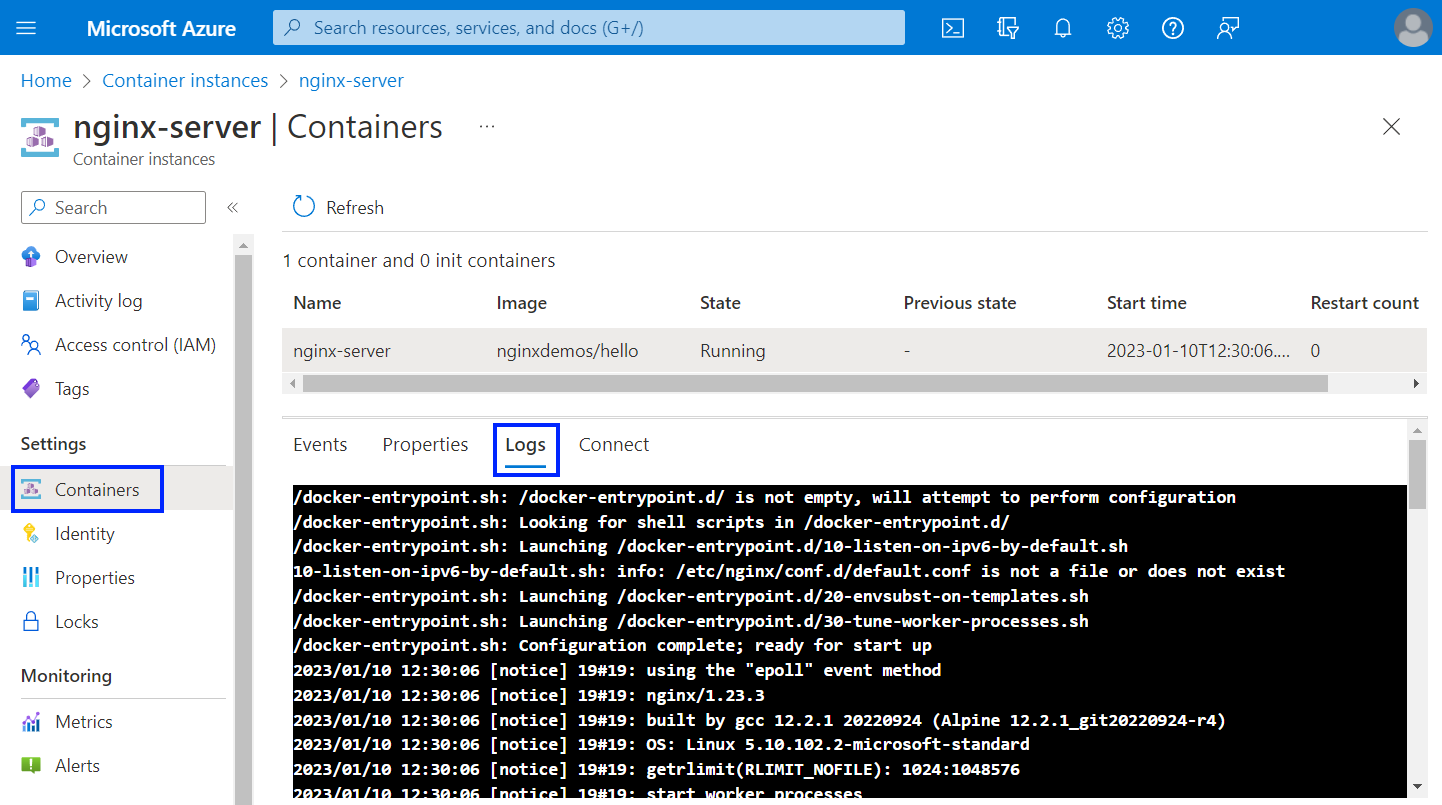 Microsoft Azure
Search resources, services, and docs (G+/)
Home > Container instances > nginx-server
nginx-server | Containers ...
Container instances
Search «
Refresh
Overview
Activity log
Access control (IAM)
Tags
Settings
Containers
Identity
Properties
Locks
Monitoring
Metrics
Alerts
1 container and 0 init containers
Name Image State Previous state Start time Restart count
nginx-server nginxdemos/hello Running - 2023-01-10T12:30:06.... 0
Events Properties Logs Connect
/docker-entrypoint.sh: /docker-entrypoint.d/ is not empty, will attempt to perform configuration
/docker-entrypoint.sh: Looking for shell scripts in /docker-entrypoint.d/
/docker-entrypoint.sh: Launching /docker-entrypoint.d/10-listen-on-ipv6-by-default.sh
10-listen-on-ipv6-by-default.sh: info: /etc/nginx/conf.d/default.conf is not a file or does not exist
/docker-entrypoint.sh: Launching /docker-entrypoint.d/20-envsubst-on-templates.sh
/docker-entrypoint.sh: Launching /docker-entrypoint.d/30-tune-worker-processes.sh
/docker-entrypoint.sh: Configuration complete; ready for start up
2023/01/10 12:30:06 [notice] 19#19: using the "epoll" event method
2023/01/10 12:30:06 [notice] 19#19: nginx/1.23.3
2023/01/10 12:30:06 [notice] 19#19: built by gcc 12.2.1 20220924 (Alpine 12.2.1_git20220924-r4)
2023/01/10 12:30:06 [notice] 19#19: OS: Linux 5.10.102.2-microsoft-standard
2023/01/10 12:30:06 [notice] 19#19: getrlimit(RLIMIT_NOFILE): 1024:1048576
2023/01/10 12:30:06 [notice] 19#19: start worker processes